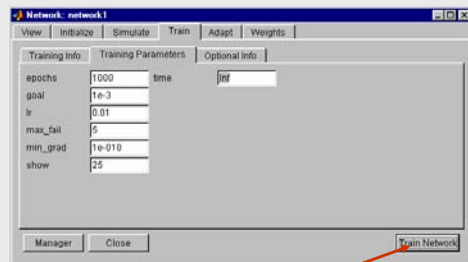 Network: network1
View Initialize Simulate Train Adapt Weights
Training Info Training Parameters Optional Info
epochs 1000 time Inf
goal 1e-3
lr 0.01
max_fail 5
min_grad 1e-010
show 25
Manager Close Train Network